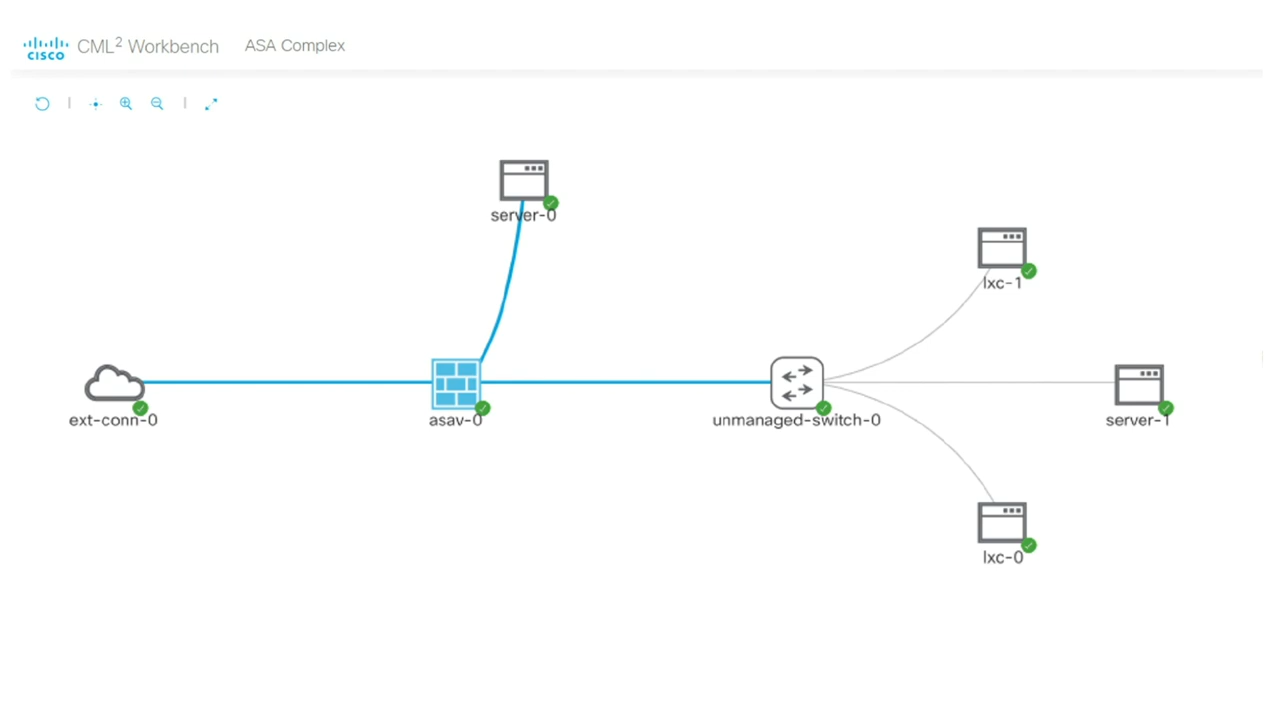 CISCO
CML² Workbench ASA Complex
server-0
lxc-1
ext-conn-0
asav-0
unmanaged-switch-0
server-1
lxc-0